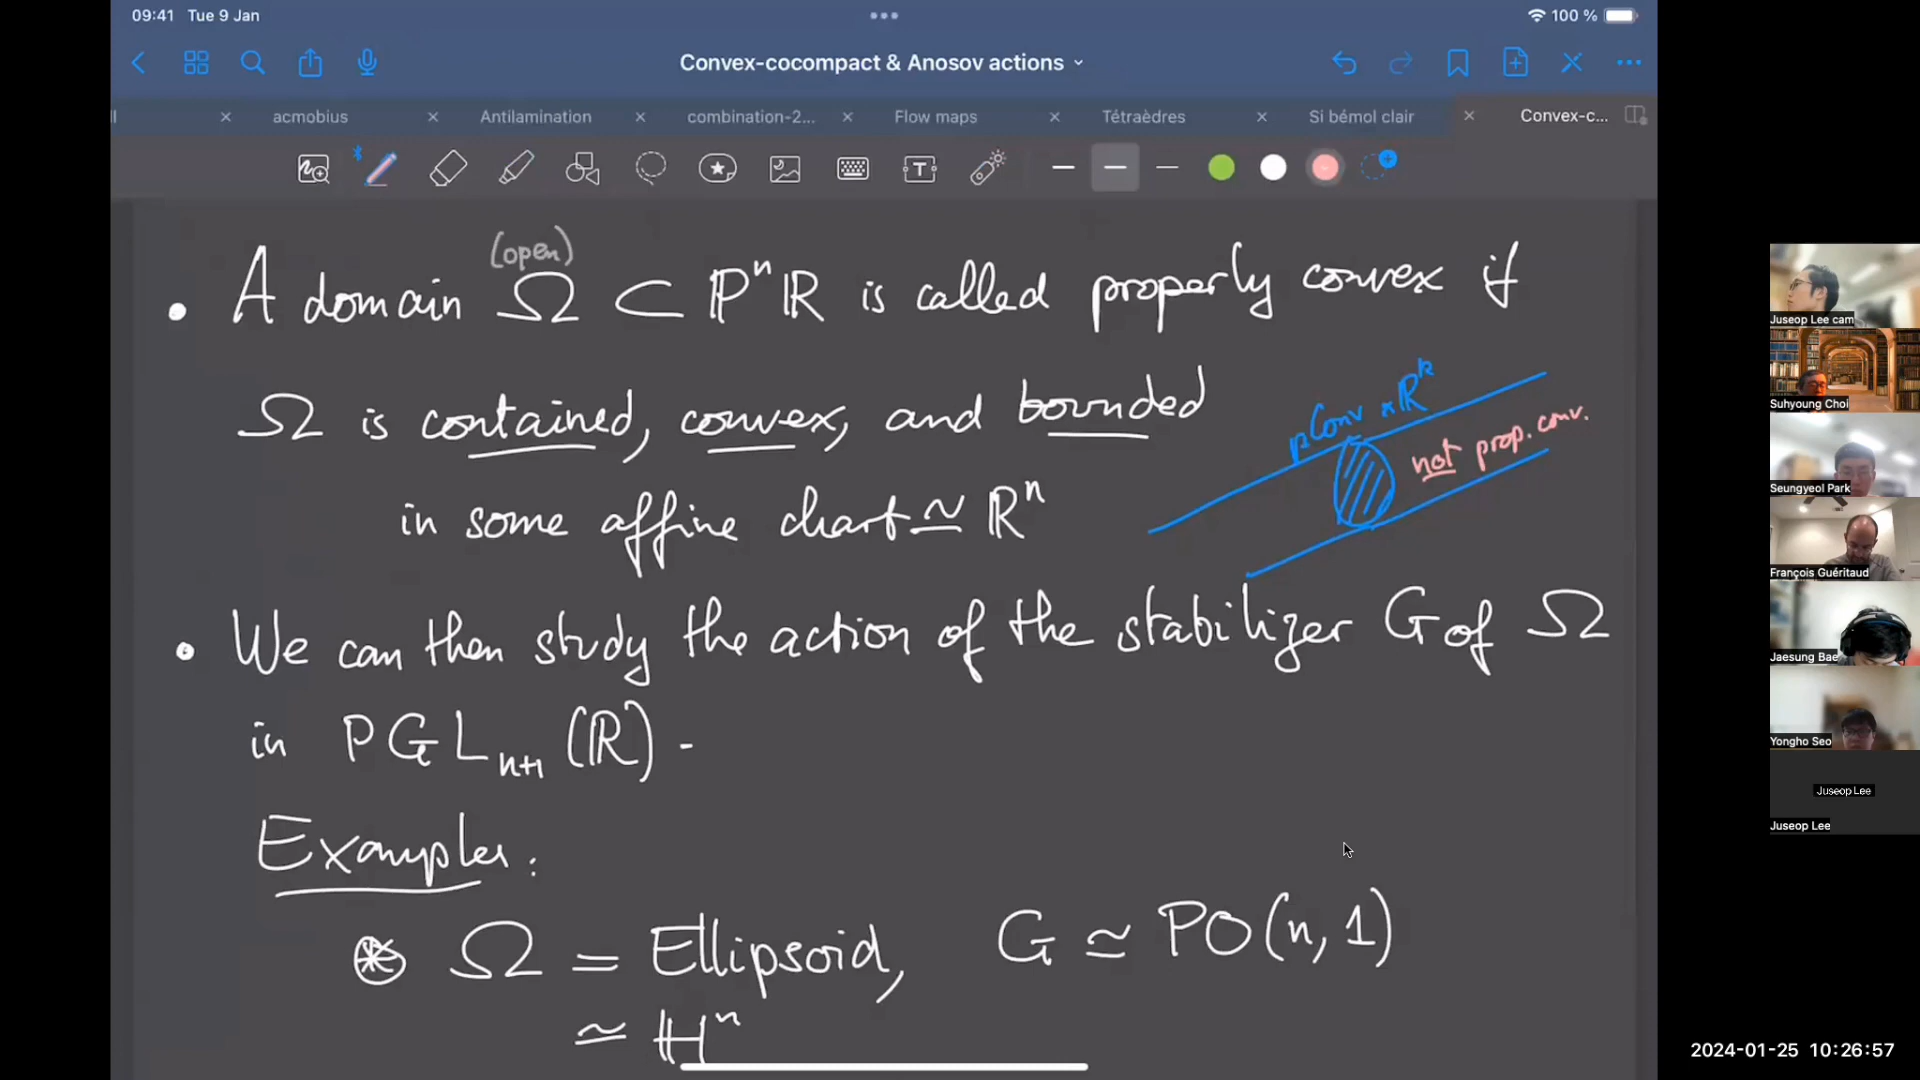 09:41 Tue 9 Jan
100 %
Convex-cocompact & Anosov actions
acmobius
Antilamination
combination-2...
Flow maps
Tétraèdres
Si bémol clair
Convex-c...
(open)
• A domain Ω ⊂ ℙⁿℝ is called properly convex if
Ω is contained, convex, and bounded
in some affine chart ≃ ℝⁿ
pConv × ℝᵏ
not prop. conv.
• We can then study the action of the stabilizer G of Ω
in PGLₙ₊₁(ℝ).
Examples:
⊛ Ω = Ellipsoid, G ≃ PO(n,1)
≃ ℍⁿ
Juseop Lee cam
Suhyoung Choi
Seungyeol Park
François Guéritaud
Jaesung Bae
Yongho Seo
Juseop Lee
Juseop Lee
2024-01-25 10:26:57